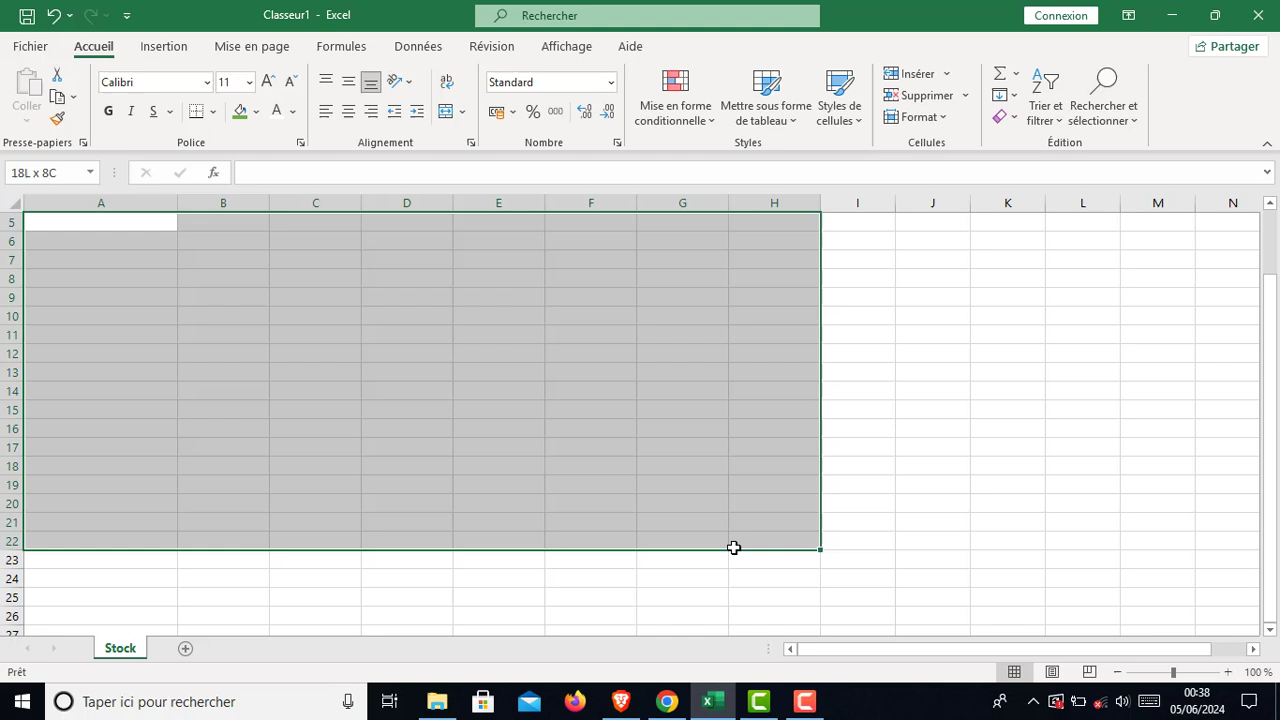 Classeur1 - Excel
Rechercher
Connexion
Fichier
Accueil
Insertion
Mise en page
Formules
Données
Révision
Affichage
Aide
Partager
Coller
Calibri
11
G
I
S
A
ab
Standard
%
000
Mise en forme
conditionnelle
Mettre sous forme
de tableau
Styles de
cellules
Insérer
Supprimer
Format
Trier et
filtrer
Rechercher et
sélectionner
Presse-papiers
Police
Alignement
Nombre
Styles
Cellules
Édition
18L x 8C
fx
A B C D E F G H I J K L M N
5
6
7
8
9
10
11
12
13
14
15
16
17
18
19
20
21
22
23
24
25
26
27
Stock
Prêt
100 %
Taper ici pour rechercher
00:38
05/06/2024